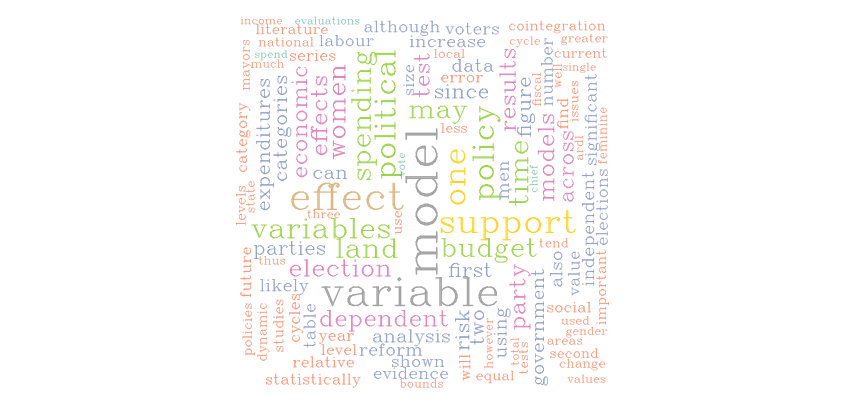 income evaluations
literature although voters cointegration
national labour increase cycle greater
spend series local current
mayors much data error well single
size test since results figure number
expenditures categories economic effects women spending political
may less fiscal find issues significant
category can vote one policy men time chief models across ardl feminine
levels state effect model support independent elections
three use
variables land budget tend
parties thus election first also value important
future likely variable
policies dynamic studies cycles table dependent party government social
year analysis risk two using used gender
level reform however total tests areas
relative shown will second
evidence equal change
statistically bounds values